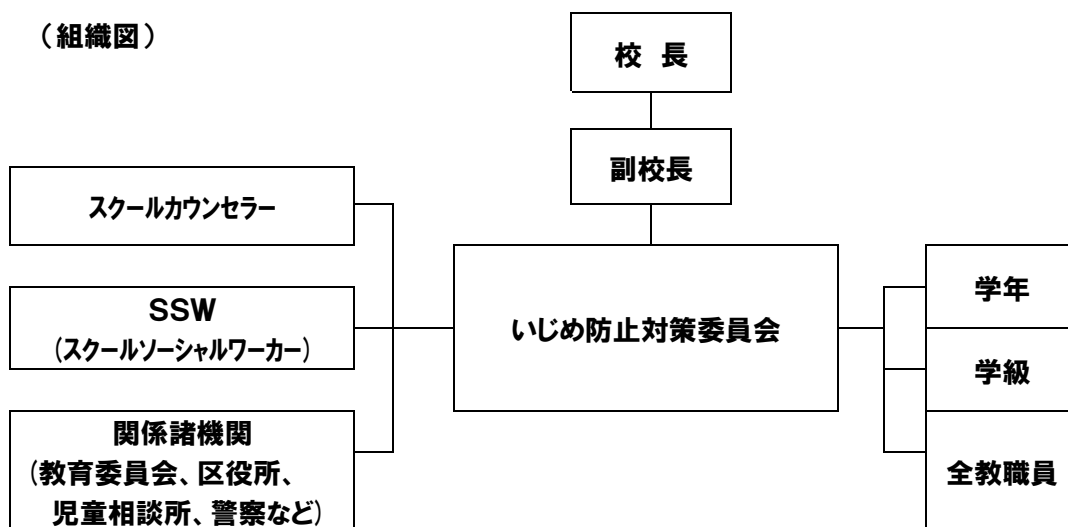 （組織図）
校 長
副校長
スクールカウンセラー
SSW
(スクールソーシャルワーカー)
関係諸機関
(教育委員会、区役所、
児童相談所、警察など)
いじめ防止対策委員会
学年
学級
全教職員